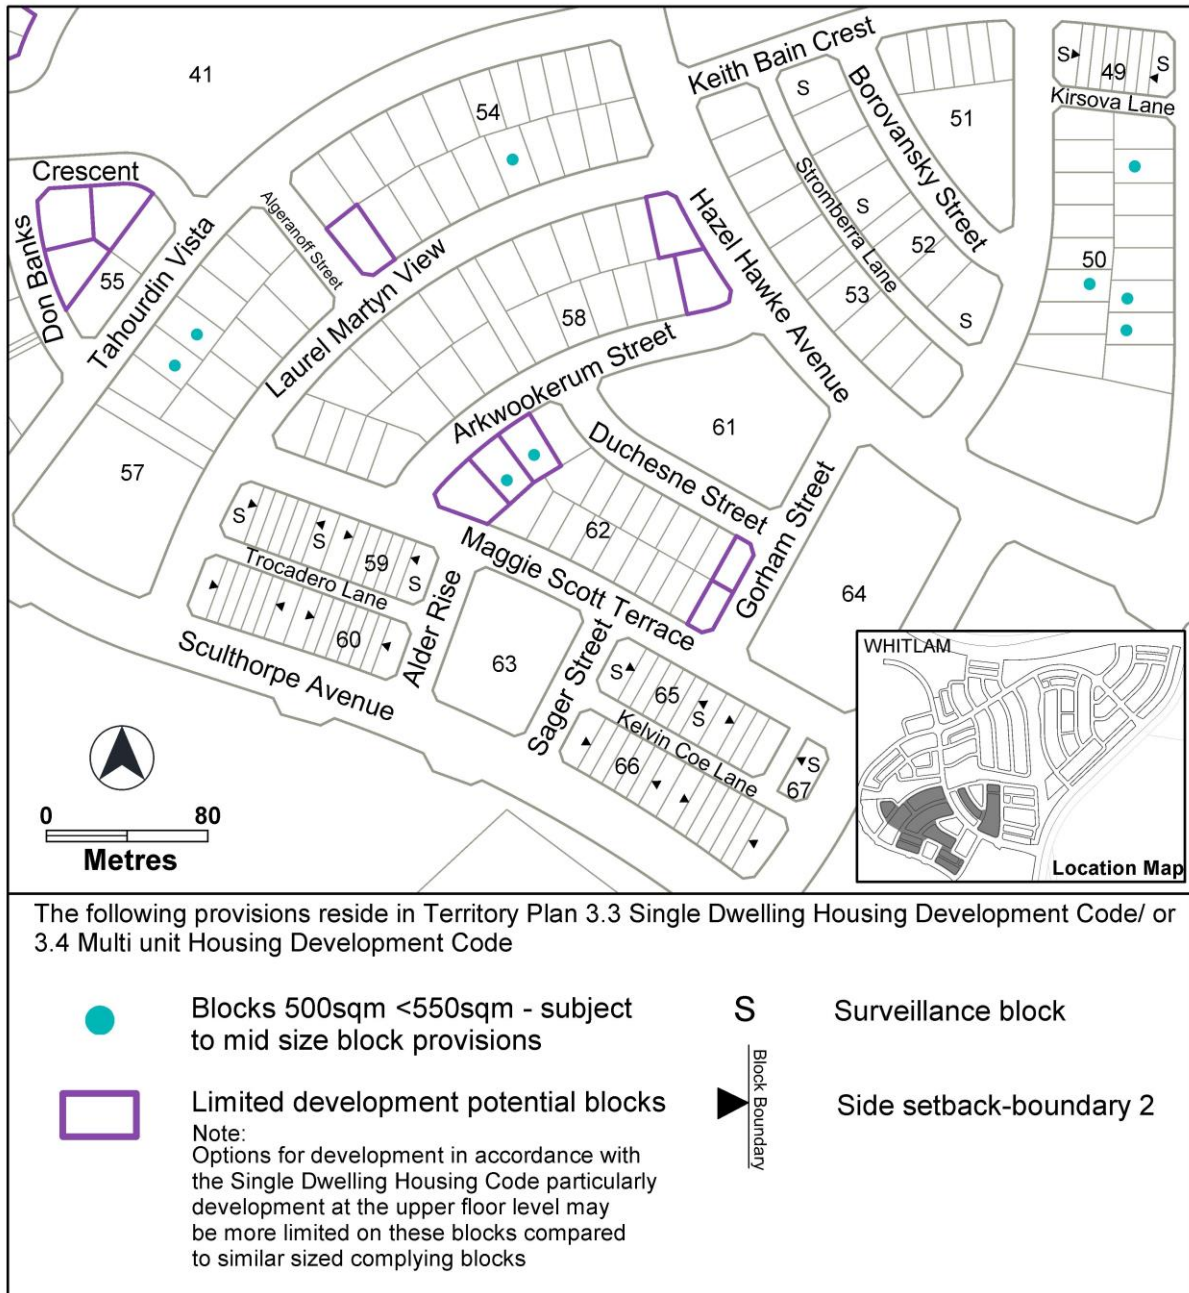 41
54
Keith Bain Crest
Borovansky Street
51
S
49
S
Kirsova Lane
Crescent
Don Banks
55
Tahourdin Vista
Algeranoff Street
Laurel Martyn View
58
Hazel Hawke Avenue
S
Stromberra Lane
S
52
53
S
50
57
Arkwookerum Street
61
Duchesne Street
62
Gorham Street
Maggie Scott Terrace
64
S
S
59
S
Trocadero Lane
60
Alder Rise
Sculthorpe Avenue
63
Sager Street
S
65
S
Kelvin Coe Lane
66
S
67
0 80
Metres
WHITLAM
Location Map
The following provisions reside in Territory Plan 3.3 Single Dwelling Housing Development Code/ or
3.4 Multi unit Housing Development Code
Blocks 500sqm <550sqm - subject
to mid size block provisions
Limited development potential blocks
Note:
Options for development in accordance with
the Single Dwelling Housing Code particularly
development at the upper floor level may
be more limited on these blocks compared
to similar sized complying blocks
S Surveillance block
Block Boundary
Side setback-boundary 2